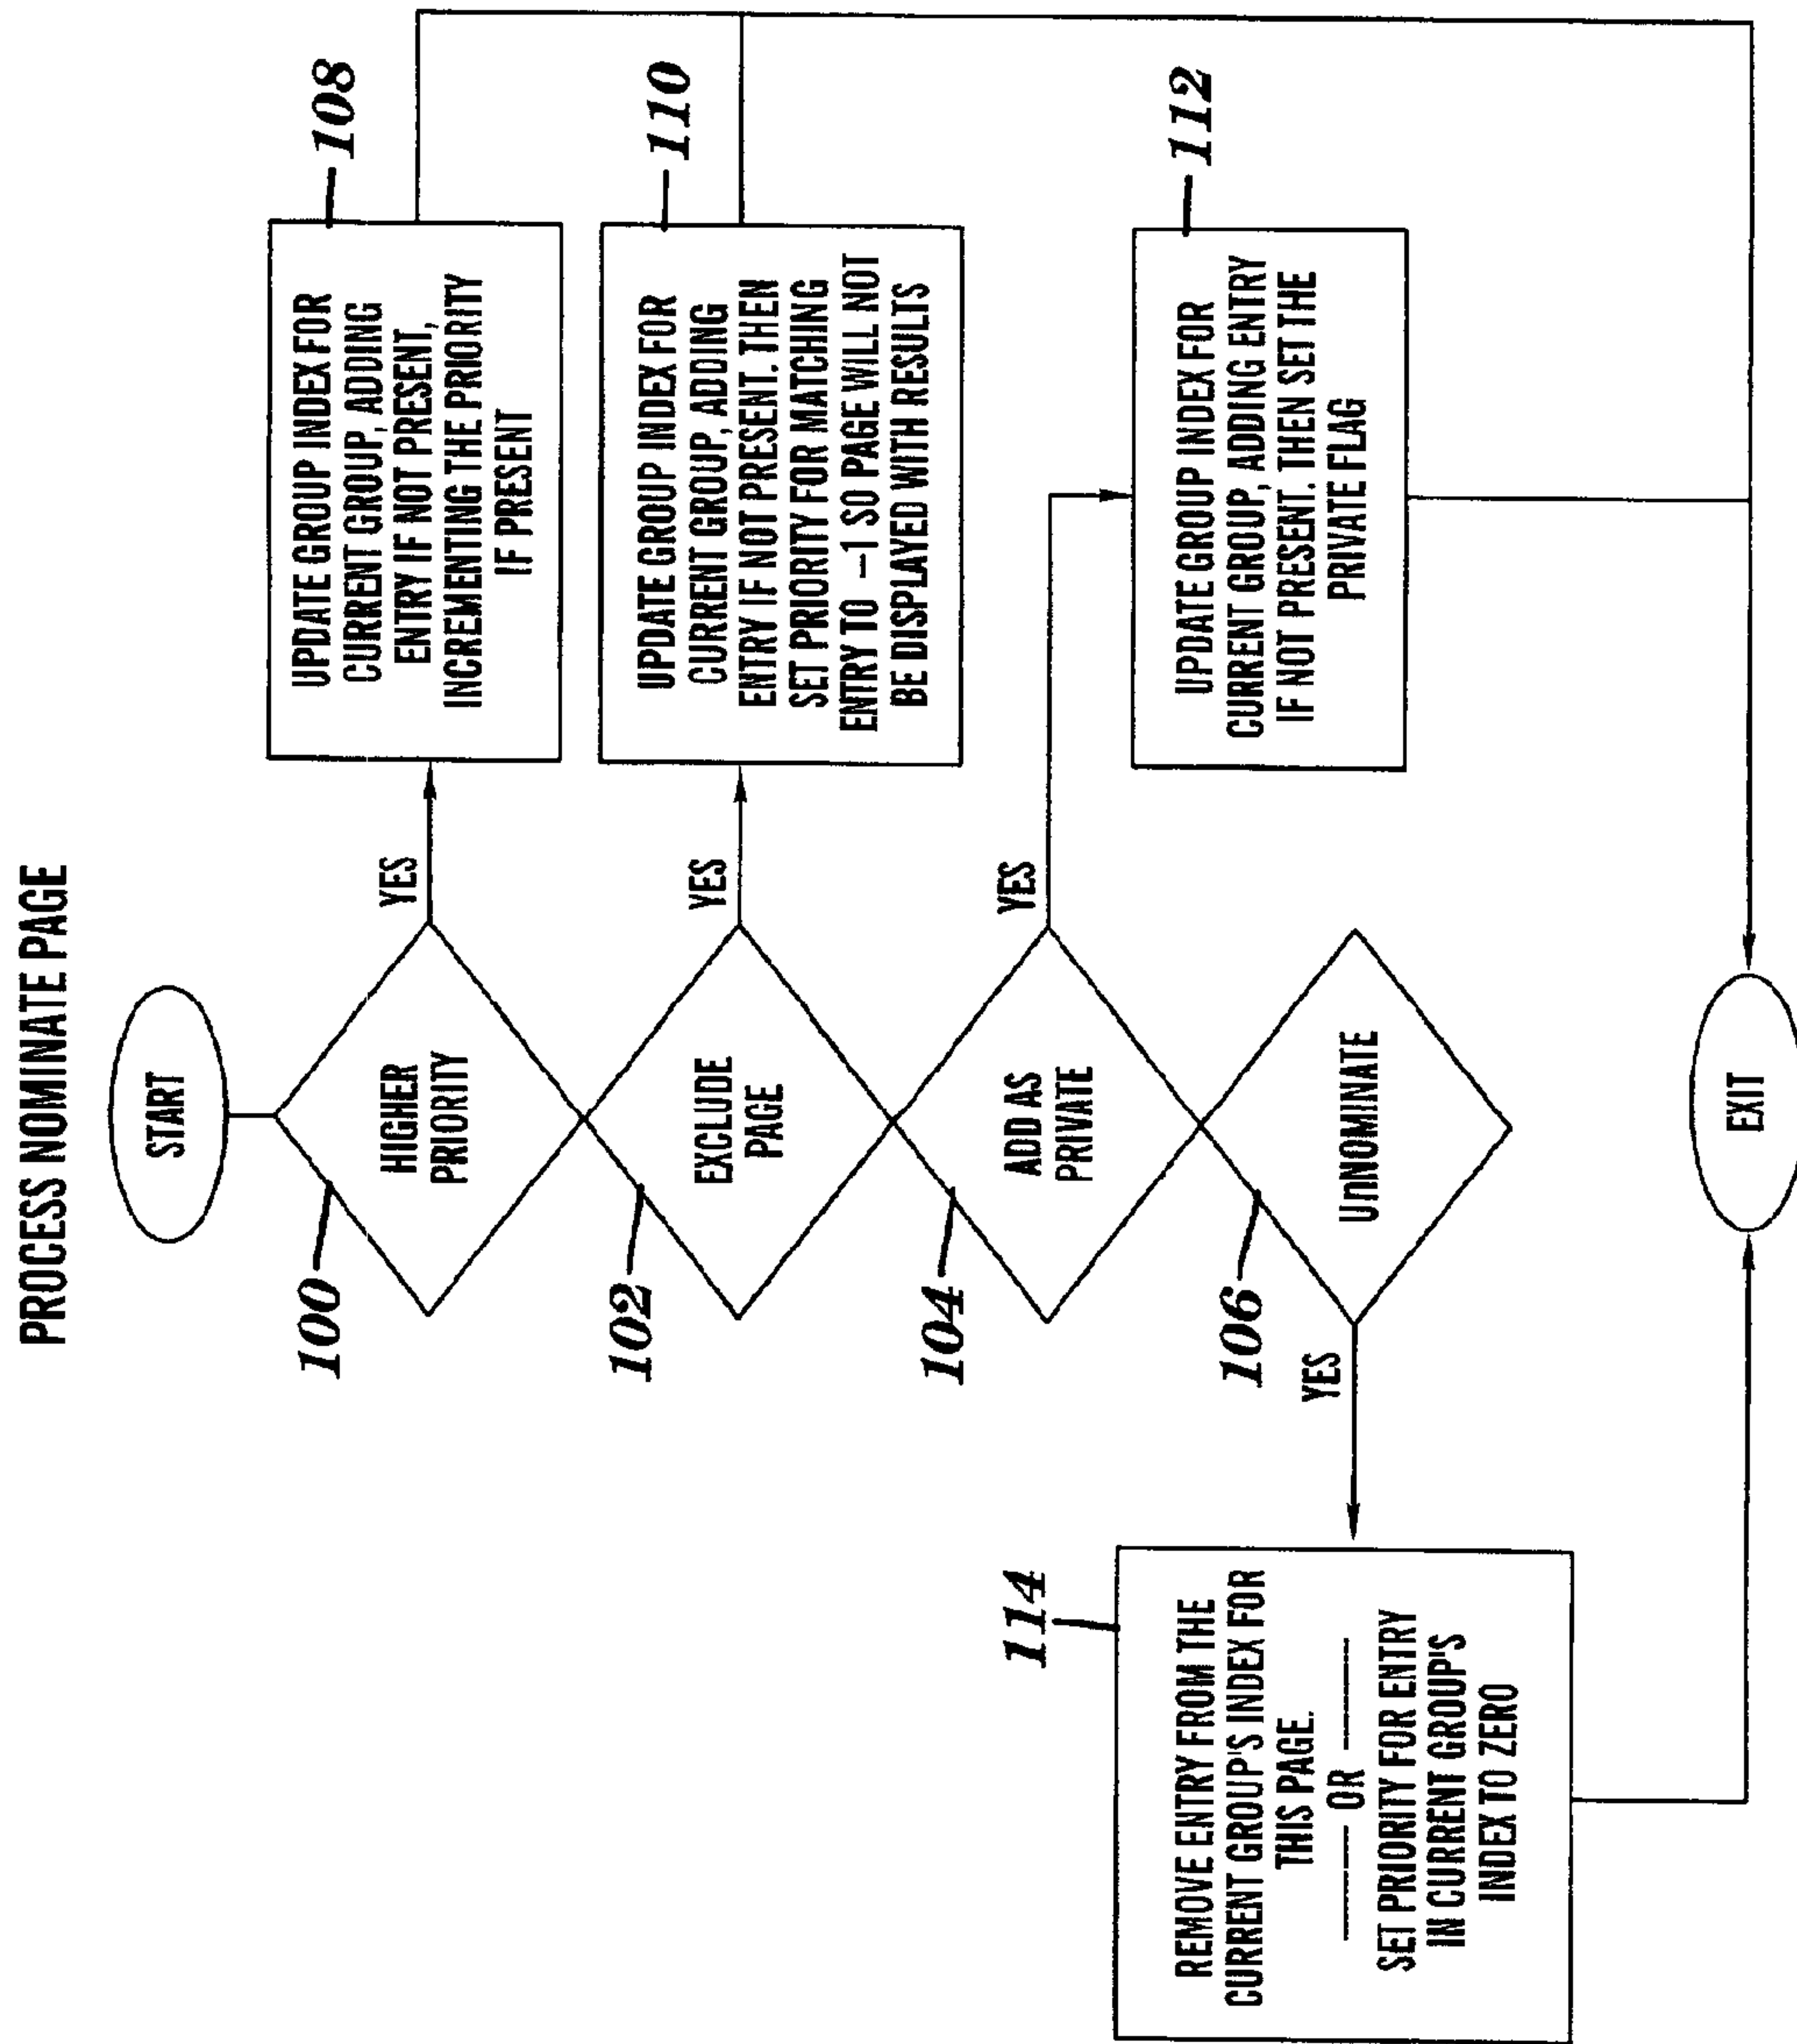 PROCESS NOMINATE PAGE
START
100
HIGHER
PRIORITY
YES
108
UPDATE GROUP INDEX FOR
CURRENT GROUP, ADDING
ENTRY IF NOT PRESENT,
INCREMENTING THE PRIORITY
IF PRESENT
102
EXCLUDE
PAGE
YES
110
UPDATE GROUP INDEX FOR
CURRENT GROUP, ADDING
ENTRY IF NOT PRESENT. THEN
SET PRIORITY FOR MATCHING
ENTRY TO -1 SO PAGE WILL NOT
BE DISPLAYED WITH RESULTS
104
ADD AS
PRIVATE
YES
112
UPDATE GROUP INDEX FOR
CURRENT GROUP, ADDING ENTRY
IF NOT PRESENT. THEN SET THE
PRIVATE FLAG
106
UnNOMINATE
YES
114
REMOVE ENTRY FROM THE
CURRENT GROUP'S INDEX FOR
THIS PAGE.
OR
SET PRIORITY FOR ENTRY
IN CURRENT GROUP'S
INDEX TO ZERO
EXIT